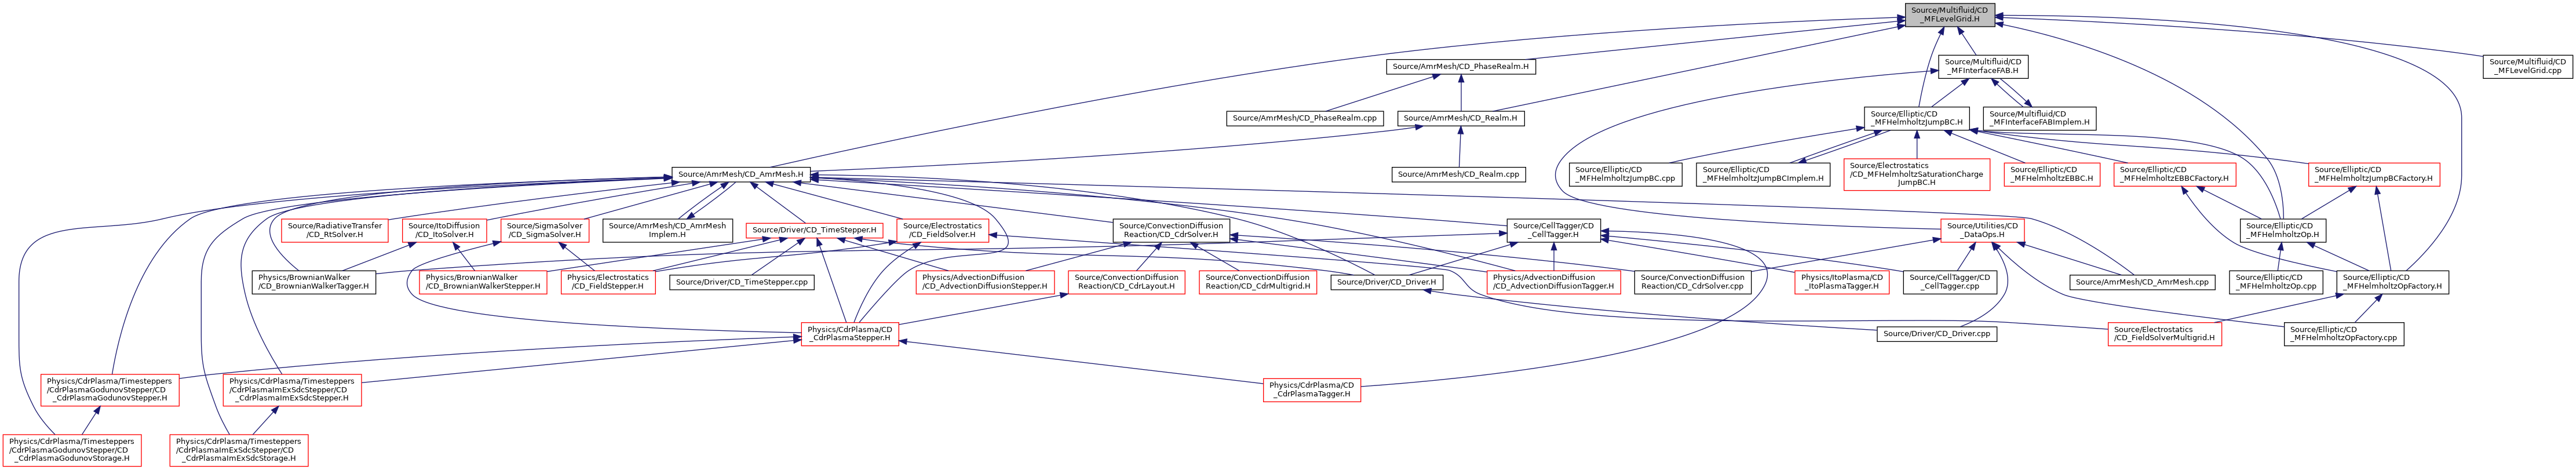 Source/Multifluid/CD
_MFLevelGrid.H
Source/AmrMesh/CD_PhaseRealm.H
Source/Multifluid/CD
_MFInterfaceFAB.H
Source/Multifluid/CD
_MFLevelGrid.cpp
Source/AmrMesh/CD_PhaseRealm.cpp
Source/AmrMesh/CD_Realm.H
Source/Elliptic/CD
_MFHelmholtzJumpBC.H
Source/Multifluid/CD
_MFInterfaceFABImplem.H
Source/AmrMesh/CD_AmrMesh.H
Source/AmrMesh/CD_Realm.cpp
Source/Elliptic/CD
_MFHelmholtzJumpBC.cpp
Source/Elliptic/CD
_MFHelmholtzJumpBCImplem.H
Source/Electrostatics
/CD_MFHelmholtzSaturationCharge
JumpBC.H
Source/Elliptic/CD
_MFHelmholtzEBBC.H
Source/Elliptic/CD
_MFHelmholtzEBBCFactory.H
Source/Elliptic/CD
_MFHelmholtzJumpBCFactory.H
Source/RadiativeTransfer
/CD_RtSolver.H
Source/ItoDiffusion
/CD_ItoSolver.H
Source/SigmaSolver
/CD_SigmaSolver.H
Source/AmrMesh/CD_AmrMesh
Implem.H
Source/Driver/CD_TimeStepper.H
Source/Electrostatics
/CD_FieldSolver.H
Source/ConvectionDiffusion
Reaction/CD_CdrSolver.H
Source/CellTagger/CD
_CellTagger.H
Source/Utilities/CD
_DataOps.H
Source/Elliptic/CD
_MFHelmholtzOp.H
Physics/BrownianWalker
/CD_BrownianWalkerTagger.H
Physics/BrownianWalker
/CD_BrownianWalkerStepper.H
Physics/Electrostatics
/CD_FieldStepper.H
Source/Driver/CD_TimeStepper.cpp
Physics/AdvectionDiffusion
/CD_AdvectionDiffusionStepper.H
Source/ConvectionDiffusion
Reaction/CD_CdrLayout.H
Source/ConvectionDiffusion
Reaction/CD_CdrMultigrid.H
Source/Driver/CD_Driver.H
Physics/AdvectionDiffusion
/CD_AdvectionDiffusionTagger.H
Source/ConvectionDiffusion
Reaction/CD_CdrSolver.cpp
Physics/ItoPlasma/CD
_ItoPlasmaTagger.H
Source/CellTagger/CD
_CellTagger.cpp
Source/AmrMesh/CD_AmrMesh.cpp
Source/Elliptic/CD
_MFHelmholtzOp.cpp
Source/Elliptic/CD
_MFHelmholtzOpFactory.H
Physics/CdrPlasma/CD
_CdrPlasmaStepper.H
Source/Driver/CD_Driver.cpp
Source/Electrostatics
/CD_FieldSolverMultigrid.H
Source/Elliptic/CD
_MFHelmholtzOpFactory.cpp
Physics/CdrPlasma/Timesteppers
/CdrPlasmaGodunovStepper/CD
_CdrPlasmaGodunovStepper.H
Physics/CdrPlasma/Timesteppers
/CdrPlasmaImExSdcStepper/CD
_CdrPlasmaImExSdcStepper.H
Physics/CdrPlasma/CD
_CdrPlasmaTagger.H
Physics/CdrPlasma/Timesteppers
/CdrPlasmaGodunovStepper/CD
_CdrPlasmaGodunovStorage.H
Physics/CdrPlasma/Timesteppers
/CdrPlasmaImExSdcStepper/CD
_CdrPlasmaImExSdcStorage.H